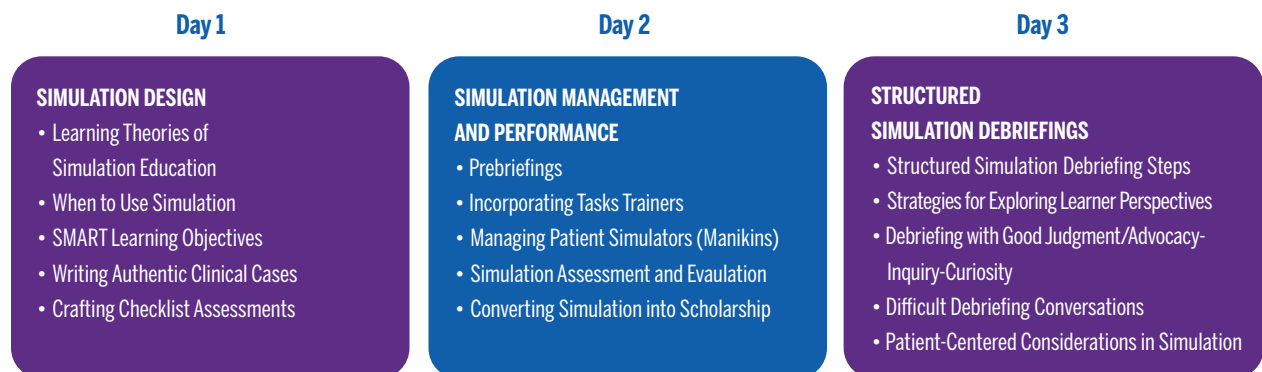 Day 1
SIMULATION DESIGN
• Learning Theories of
Simulation Education
• When to Use Simulation
• SMART Learning Objectives
• Writing Authentic Clinical Cases
• Crafting Checklist Assessments
Day 2
SIMULATION MANAGEMENT
AND PERFORMANCE
• Prebriefings
• Incorporating Tasks Trainers
• Managing Patient Simulators (Manikins)
• Simulation Assessment and Evaulation
• Converting Simulation into Scholarship
Day 3
STRUCTURED
SIMULATION DEBRIEFINGS
• Structured Simulation Debriefing Steps
• Strategies for Exploring Learner Perspectives
• Debriefing with Good Judgment/Advocacy-
Inquiry-Curiosity
• Difficult Debriefing Conversations
• Patient-Centered Considerations in Simulation